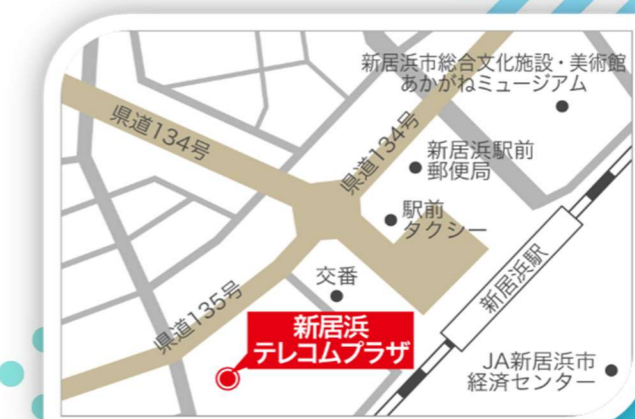 新居浜市総合文化施設・美術館
あかがねミュージアム
県道134号
県道134号
新居浜駅前
郵便局
駅前
タクシー
新居浜駅
交番
県道135号
新居浜
テレコムプラザ
JA新居浜市
経済センター